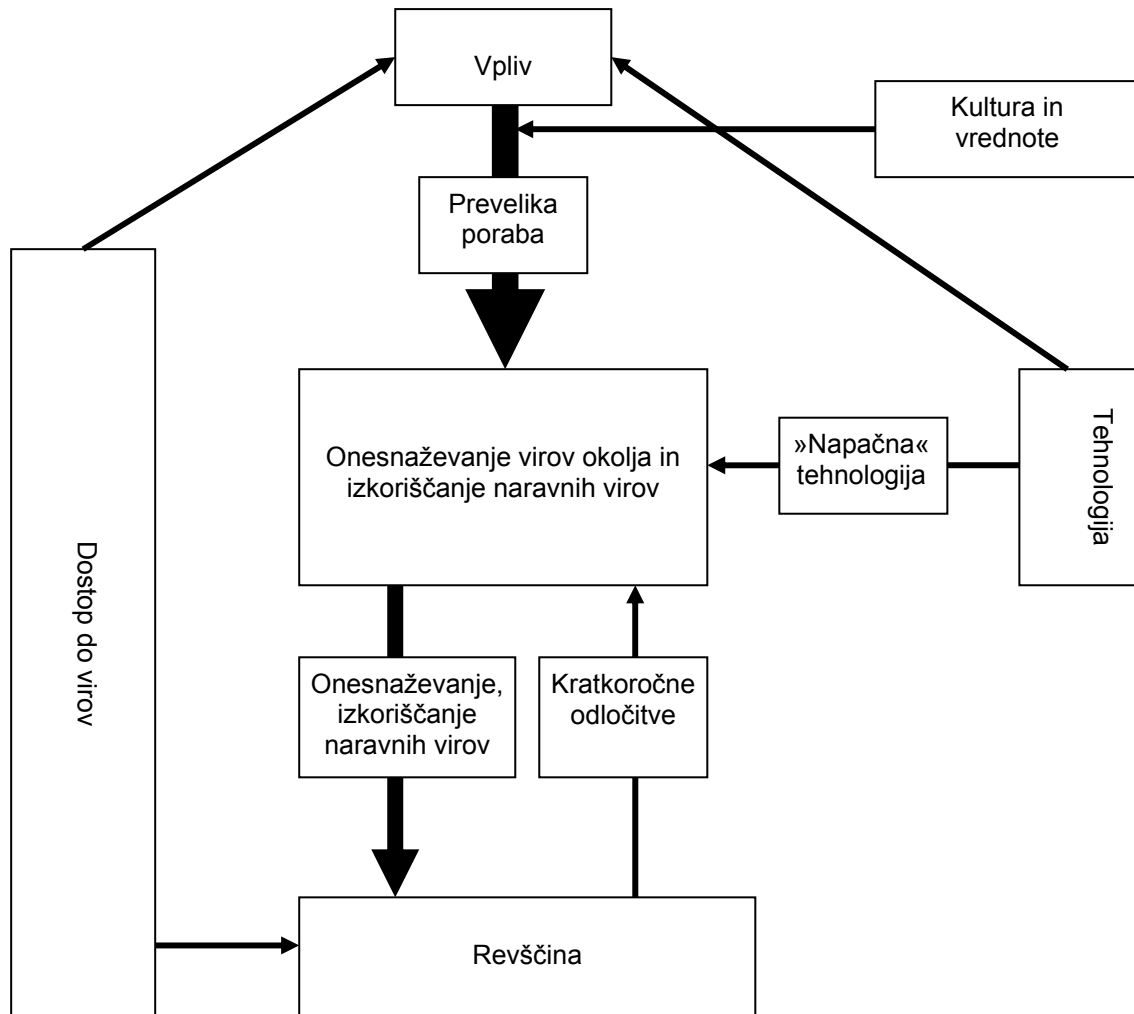 Vpliv
Kultura in
vrednote
Prevelika
poraba
Onesnaževanje virov okolja in
izkoriščanje naravnih virov
»Napačna«
tehnologija
Tehnologija
Dostop do virov
Onesnaževanje,
izkoriščanje
naravnih virov
Kratkoročne
odločitve
Revščina